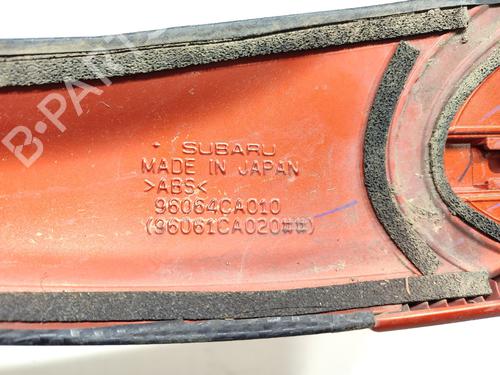 SUBARU
MADE IN JAPAN
>ABS<
96064CA010
(96061CA020##)
B-PARTS